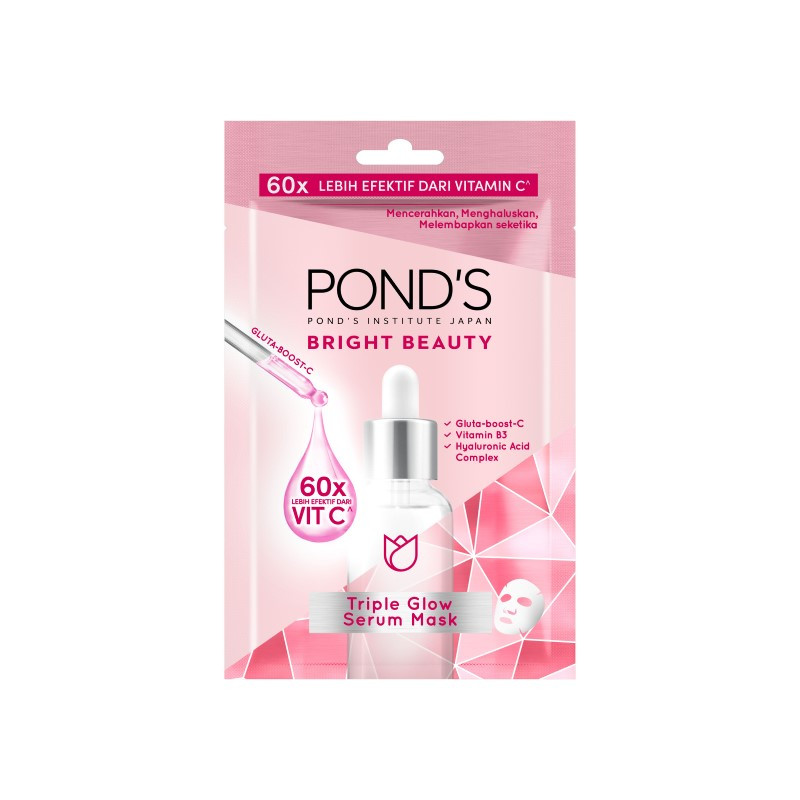 60x LEBIH EFEKTIF DARI VITAMIN C^
Mencerahkan, Menghaluskan,
Melembapkan seketika
POND'S
POND'S INSTITUTE JAPAN
BRIGHT BEAUTY
GLUTA-BOOST-C
✓ Gluta-boost-C
✓ Vitamin B3
✓ Hyaluronic Acid
Complex
60x
LEBIH EFEKTIF DARI
VIT C^
Triple Glow
Serum Mask